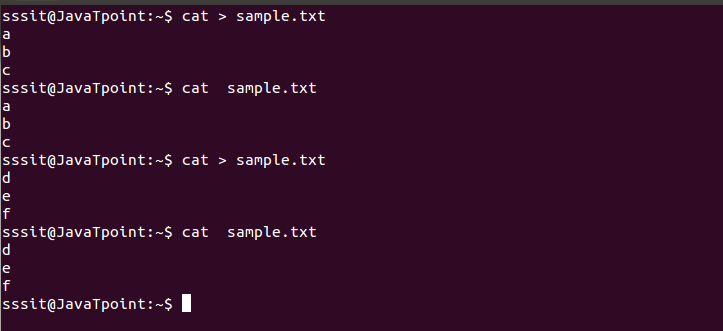 sssit@JavaTpoint:~$ cat > sample.txt
a
b
c
sssit@JavaTpoint:~$ cat  sample.txt
a
b
c
sssit@JavaTpoint:~$ cat > sample.txt
d
e
f
sssit@JavaTpoint:~$ cat  sample.txt
d
e
f
sssit@JavaTpoint:~$